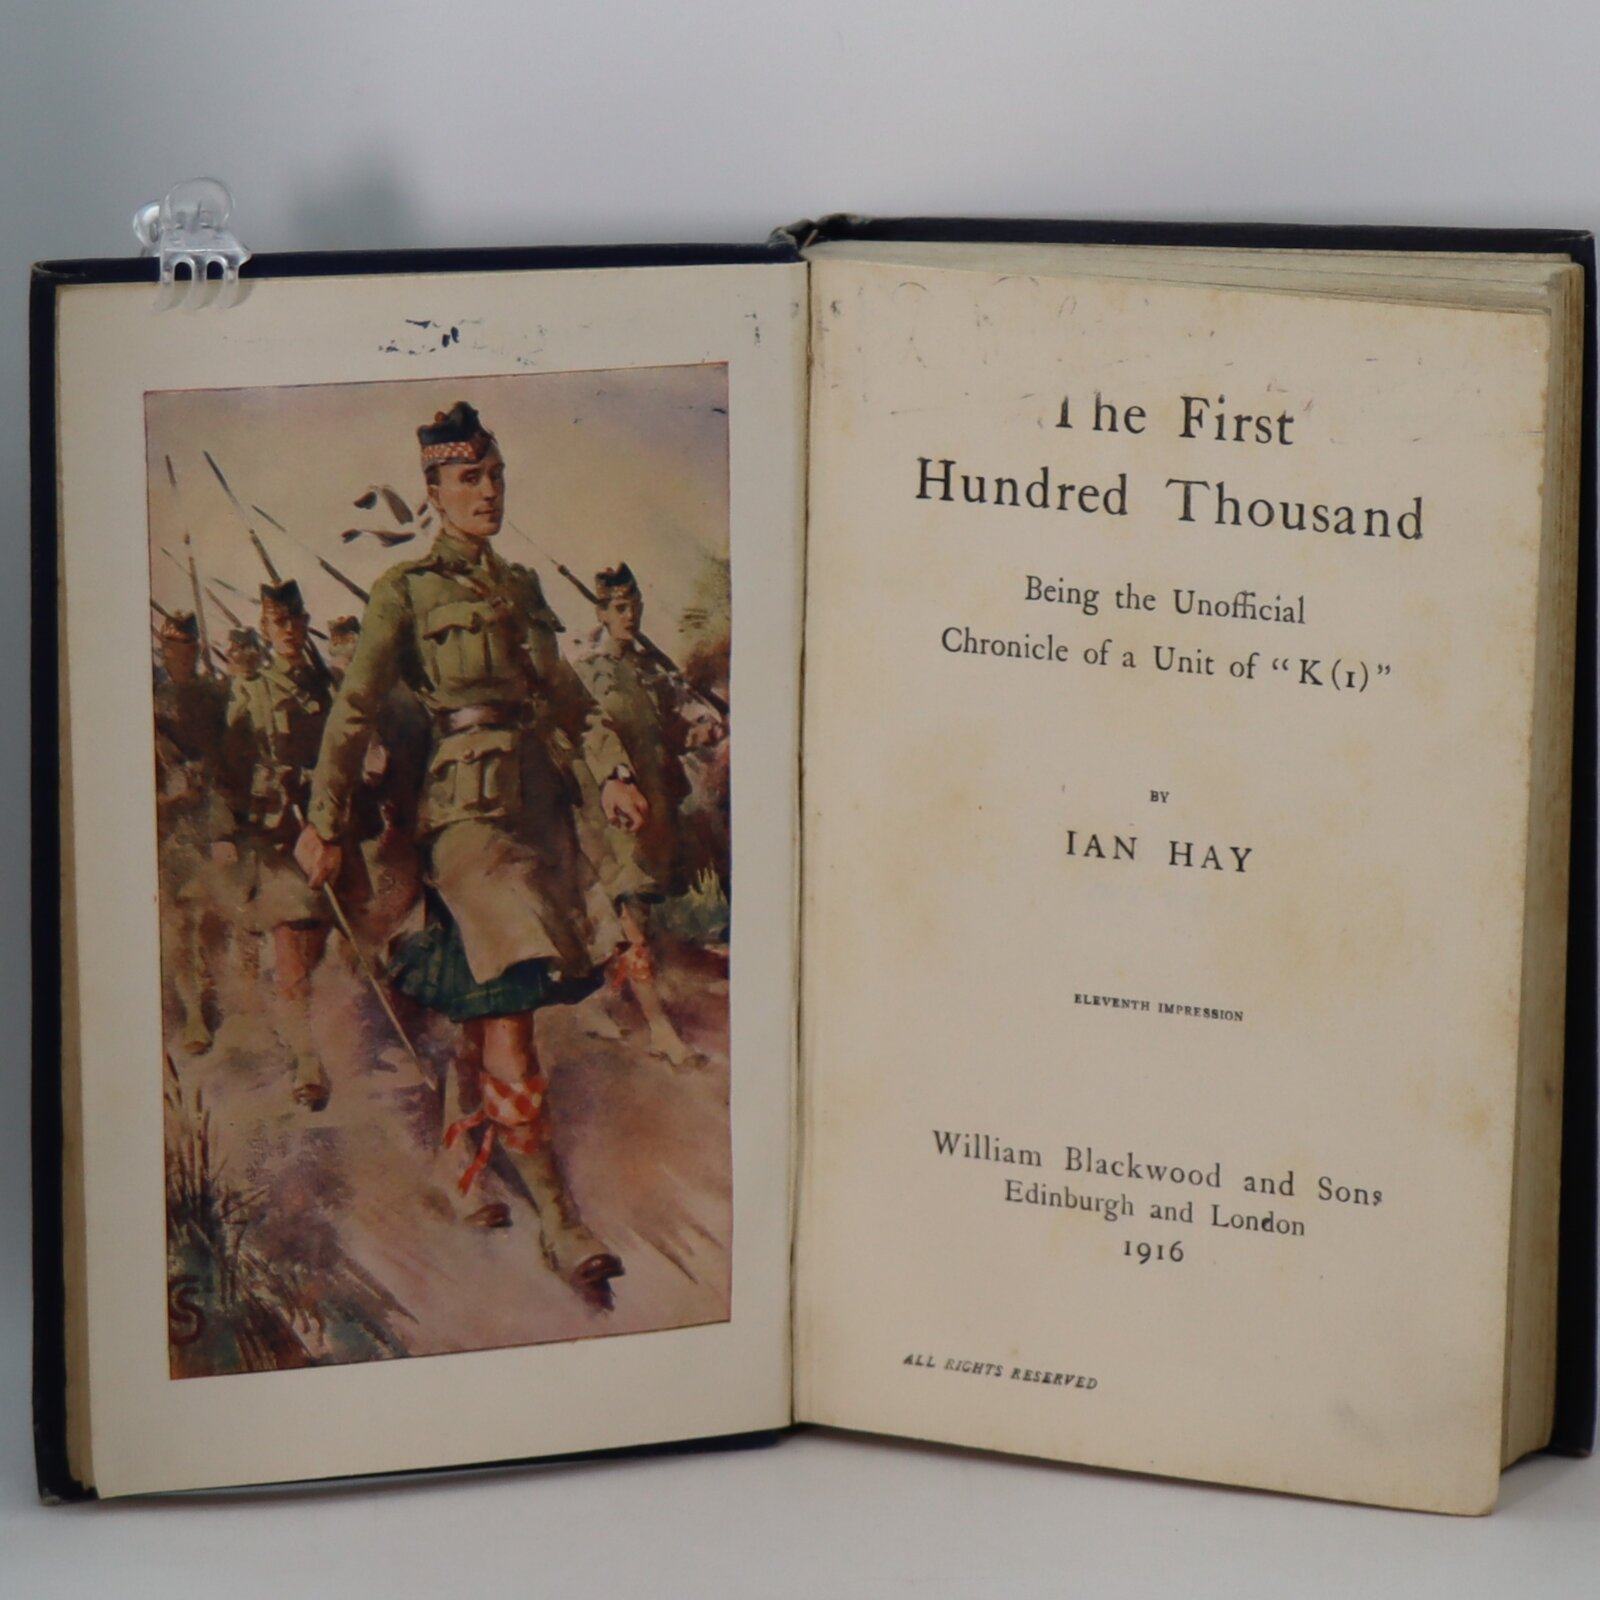 S
The First
Hundred Thousand
Being the Unofficial
Chronicle of a Unit of “K (1)”
BY
IAN HAY
ELEVENTH IMPRESSION
William Blackwood and Sons
Edinburgh and London
1916
ALL RIGHTS RESERVED